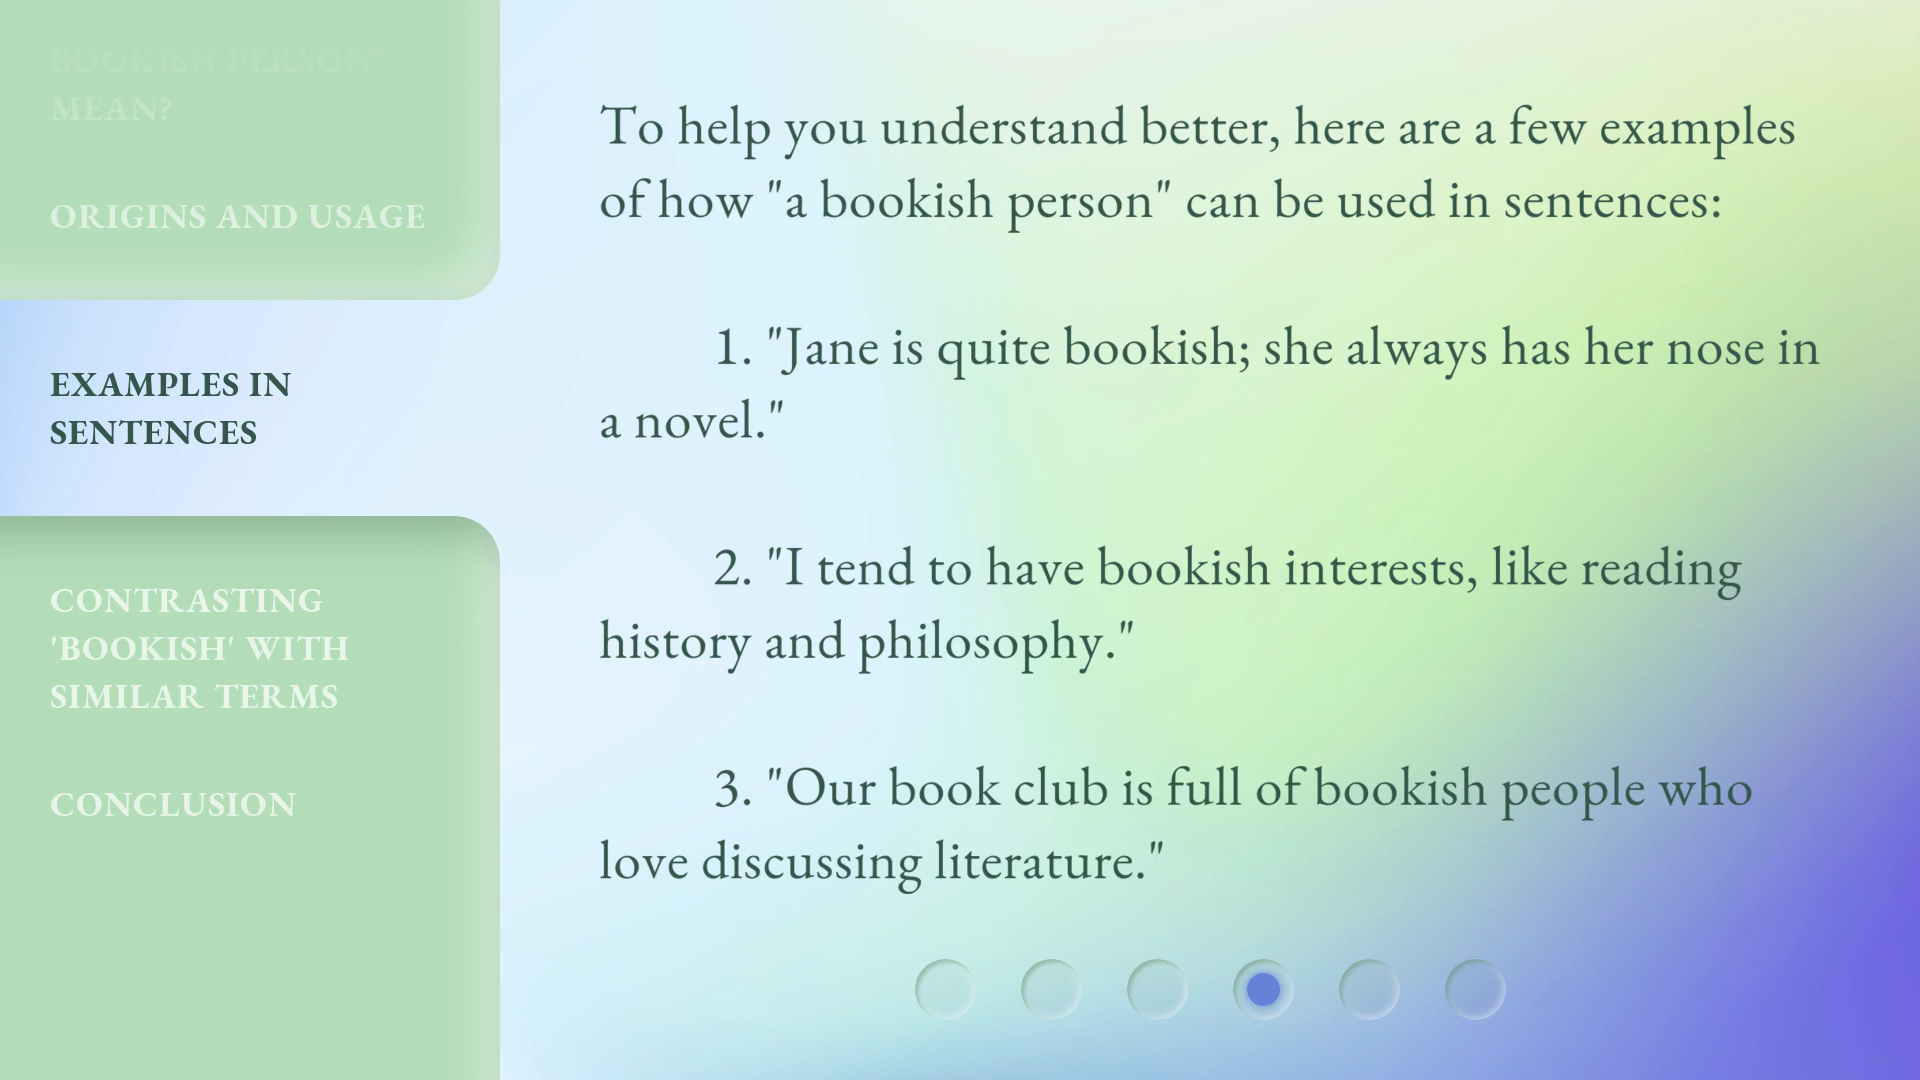 BOOKISH PERSON"
MEAN?
ORIGINS AND USAGE
EXAMPLES IN
SENTENCES
CONTRASTING
'BOOKISH' WITH
SIMILAR TERMS
CONCLUSION
To help you understand better, here are a few examples
of how "a bookish person" can be used in sentences:
1. "Jane is quite bookish; she always has her nose in
a novel."
2. "I tend to have bookish interests, like reading
history and philosophy."
3. "Our book club is full of bookish people who
love discussing literature."